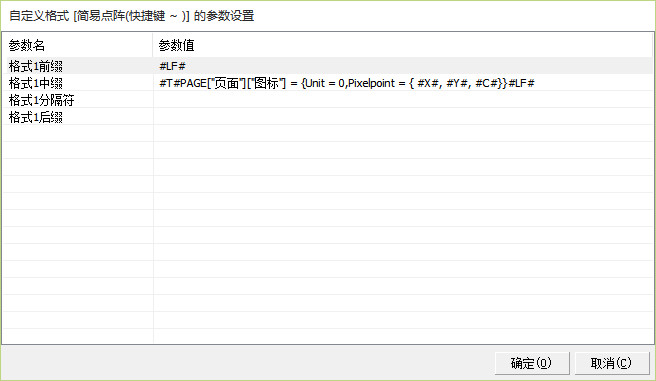 自定义格式 [简易点阵(快捷键 ~ )] 的参数设置
参数名 参数值
格式1前缀 #LF#
格式1中缀 #T#PAGE["页面"]["图标"] = {Unit = 0,Pixelpoint = { #X#, #Y#, #C#}}#LF#
格式1分隔符
格式1后缀
确定(O) 取消(C)